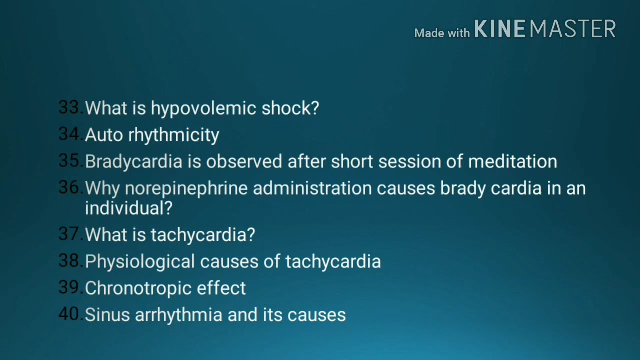 Made with KINEMASTER
33.What is hypovolemic shock?
34.Auto rhythmicity
35.Bradycardia is observed after short session of meditation
36.Why norepinephrine administration causes brady cardia in an
individual?
37.What is tachycardia?
38.Physiological causes of tachycardia
39.Chronotropic effect
40.Sinus arrhythmia and its causes